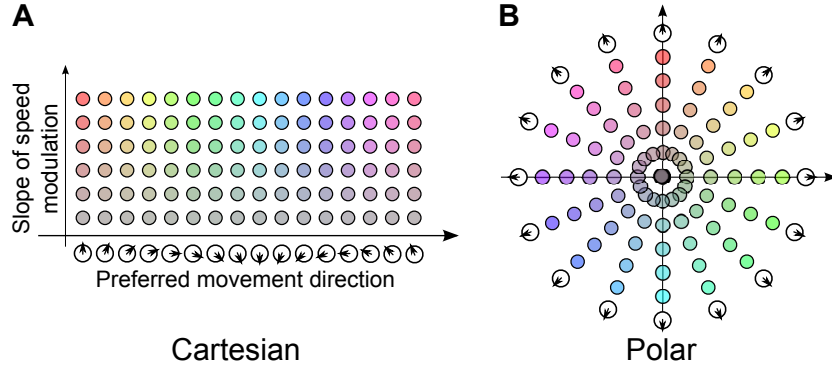 A
Slope of speed
modulation
Preferred movement direction
Cartesian
B
Polar